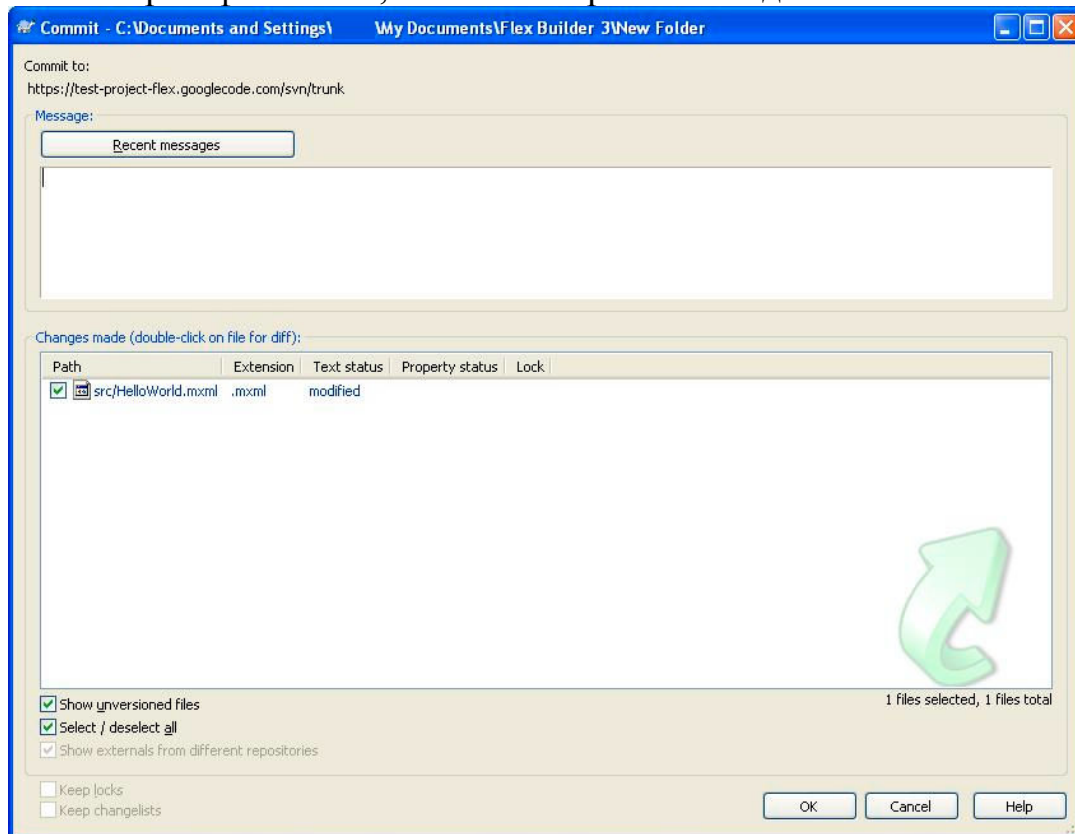 Commit - C:\Documents and Settings\ \My Documents\Flex Builder 3\New Folder
Commit to:
https://test-project-flex.googlecode.com/svn/trunk
Message:
Recent messages
Changes made (double-click on file for diff):
Path Extension Text status Property status Lock
src/HelloWorld.mxml .mxml modified
1 files selected, 1 files total
Show unversioned files
Select / deselect all
Show externals from different repositories
Keep locks
Keep changelists
OK Cancel Help